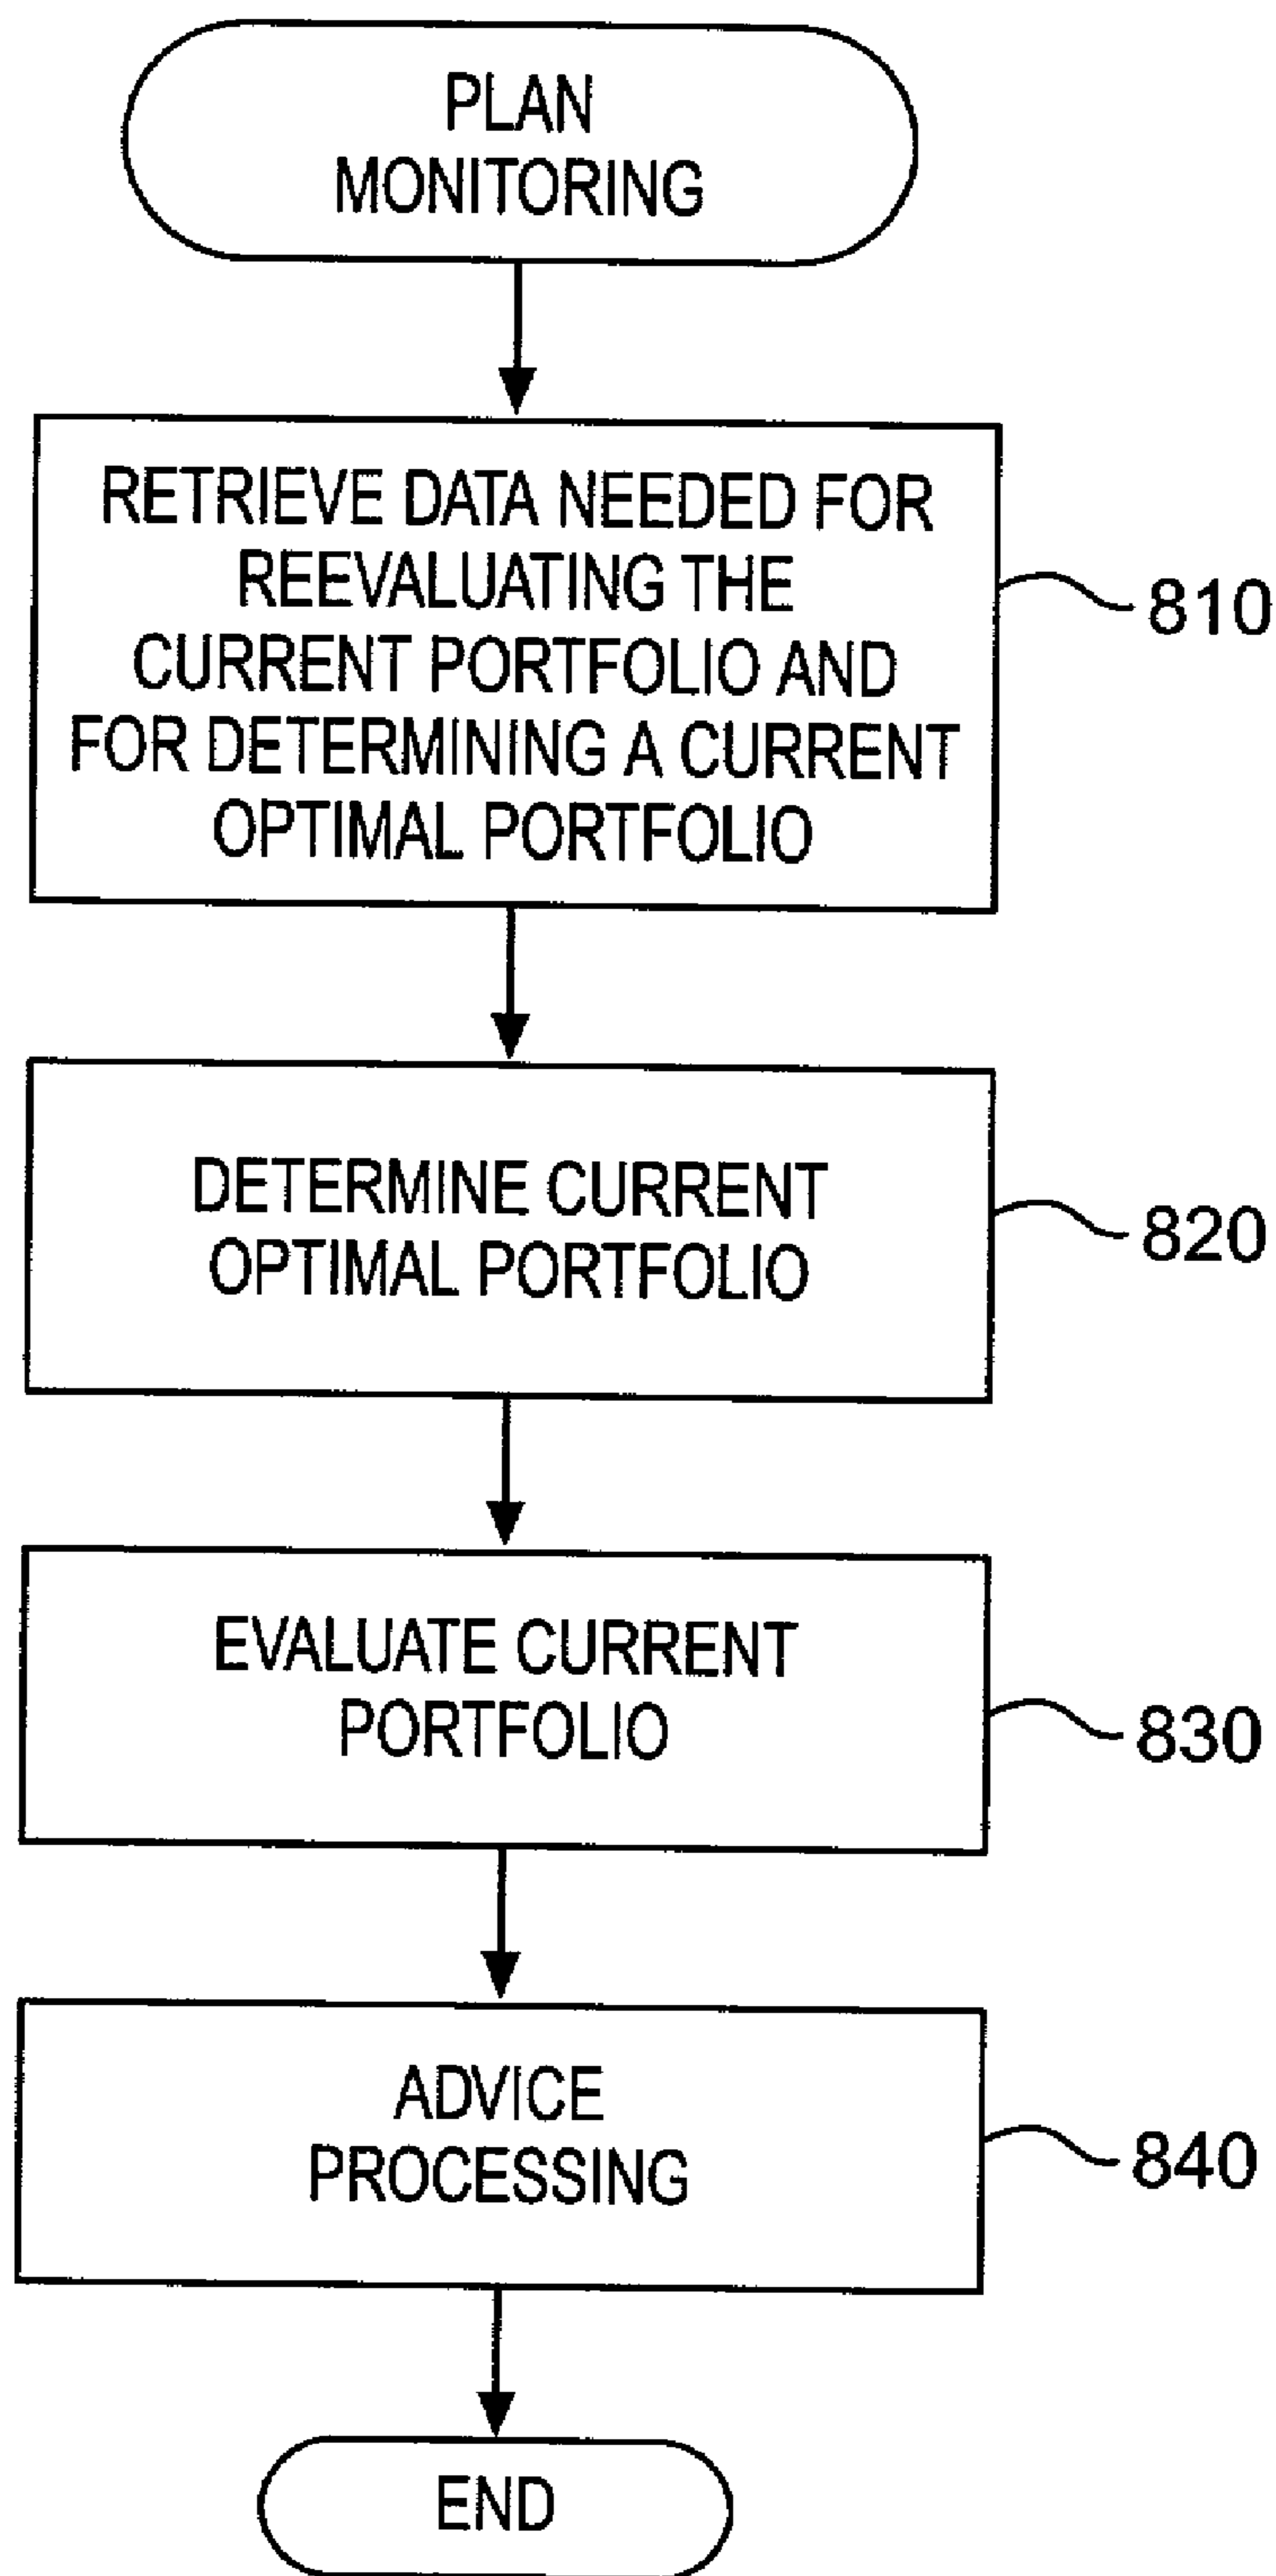 PLAN
MONITORING
RETRIEVE DATA NEEDED FOR
REEVALUATING THE
CURRENT PORTFOLIO AND
FOR DETERMINING A CURRENT
OPTIMAL PORTFOLIO
810
DETERMINE CURRENT
OPTIMAL PORTFOLIO
820
EVALUATE CURRENT
PORTFOLIO
830
ADVICE
PROCESSING
840
END